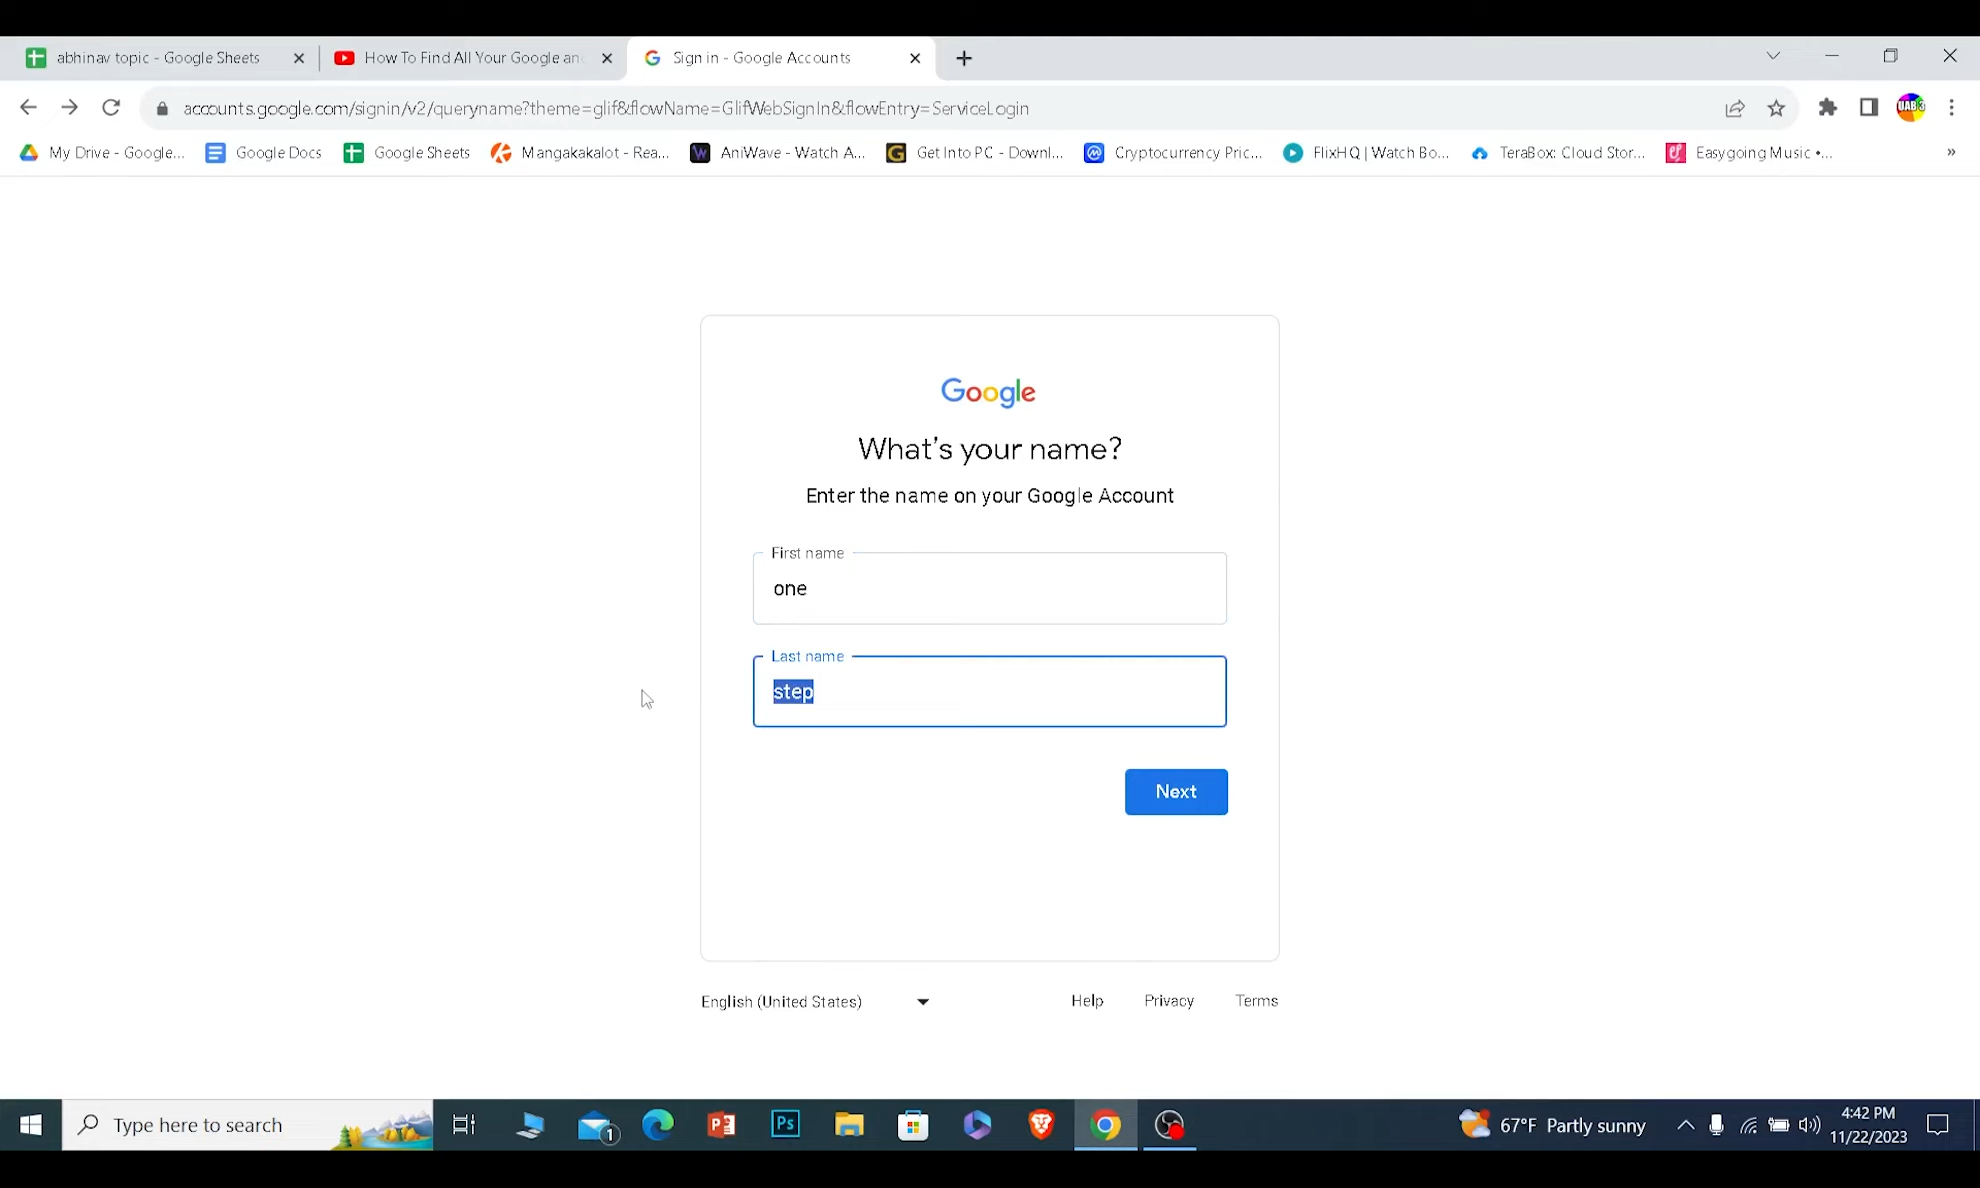 abhinav topic - Google Sheets
How To Find All Your Google an
Sign in - Google Accounts
accounts.google.com/signin/v2/queryname?theme=glif&flowName=GlifWebSignIn&flowEntry=ServiceLogin
UAB 3
My Drive - Google...
Google Docs
Google Sheets
Mangakakalot - Rea...
AniWave - Watch A...
Get Into PC - Downl...
Cryptocurrency Pric...
FlixHQ | Watch Bo...
TeraBox: Cloud Stor...
Easygoing Music •...
»
Google
What's your name?
Enter the name on your Google Account
First name
one
Last name
step
Next
English (United States)
Help
Privacy
Terms
Type here to search
1
Ps
67°F Partly sunny
4:42 PM
11/22/2023